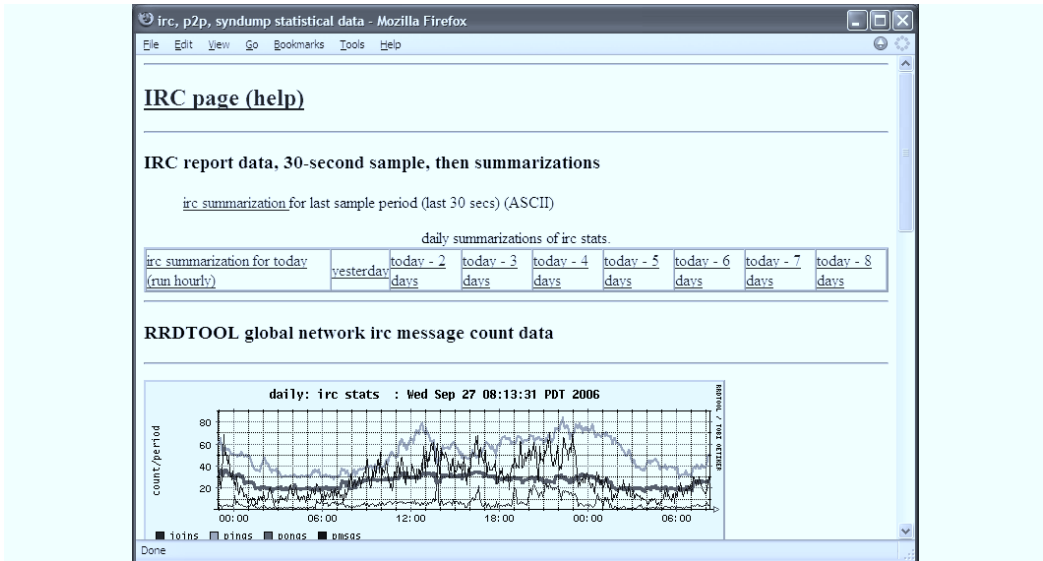 irc, p2p, syndump statistical data - Mozilla Firefox
File Edit View Go Bookmarks Tools Help
IRC page (help)
IRC report data, 30-second sample, then summarizations
irc summarization for last sample period (last 30 secs) (ASCII)
daily summarizations of irc stats.
irc summarization for today (run hourly) yesterday today - 2 days today - 3 days today - 4 days today - 5 days today - 6 days today - 7 days today - 8 days
RRDTOOL global network irc message count data
daily: irc stats : Wed Sep 27 08:13:31 PDT 2006
RRDTOOL / TOBI OETIKER
count/period
80
60
40
20
00:00 06:00 12:00 18:00 00:00 06:00
joins pings pongs pmsgs
Done